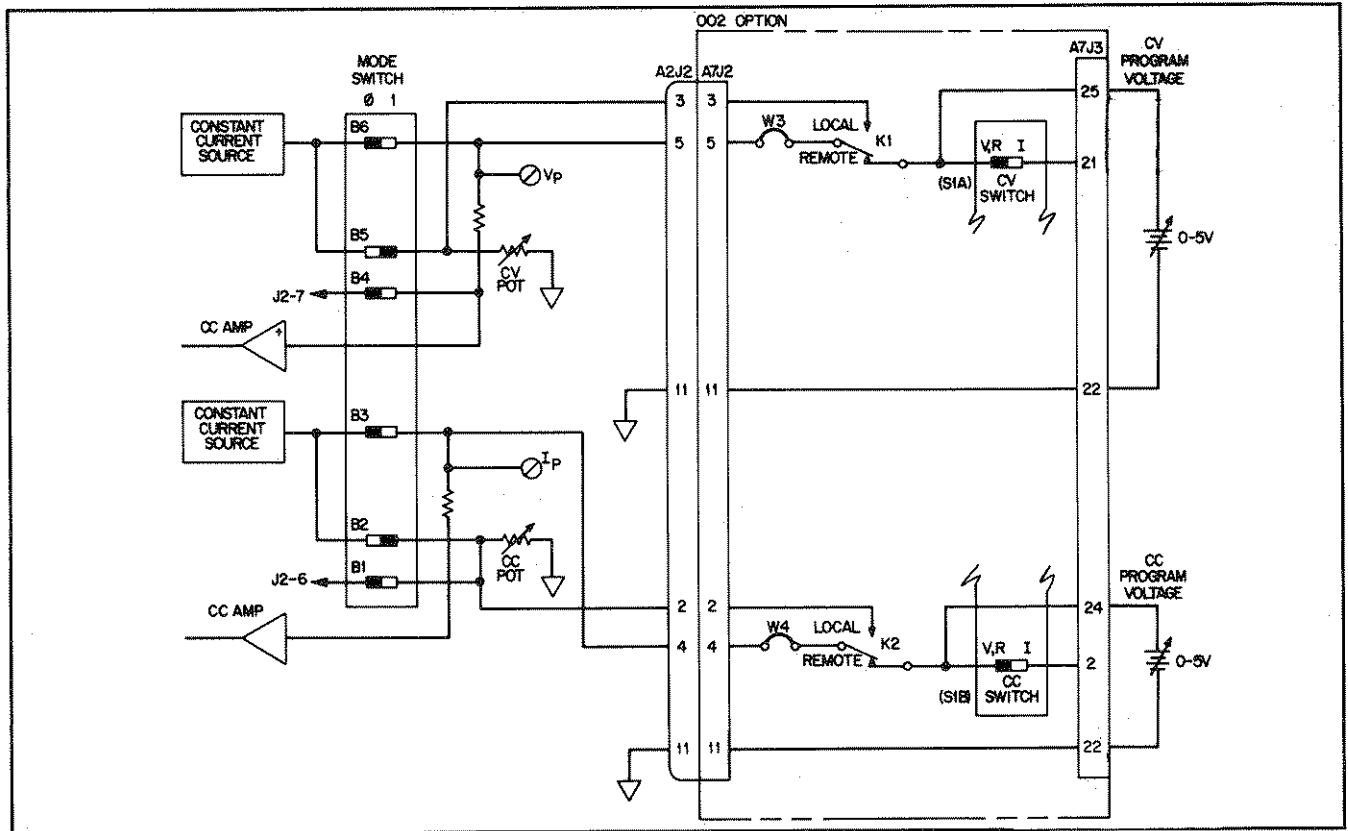 002 OPTION
A7J3
CV
PROGRAM
VOLTAGE
MODE
SWITCH
Ø 1
A2J2 A7J2
CONSTANT
CURRENT
SOURCE
B6
3 3
5 5
W3
LOCAL
REMOTE
K1
V,R I
(S1A)
CV
SWITCH
25
21
Vp
B5
CV
POT
B4
J2-7
CC AMP
+
0-5V
11 11
22
CONSTANT
CURRENT
SOURCE
B3
Ip
B2
CC
POT
B1
J2-6
CC AMP
2 2
4 4
W4
LOCAL
REMOTE
K2
V,R I
(S1B)
CC
SWITCH
CC
PROGRAM
VOLTAGE
24
2
0-5V
11 11
22